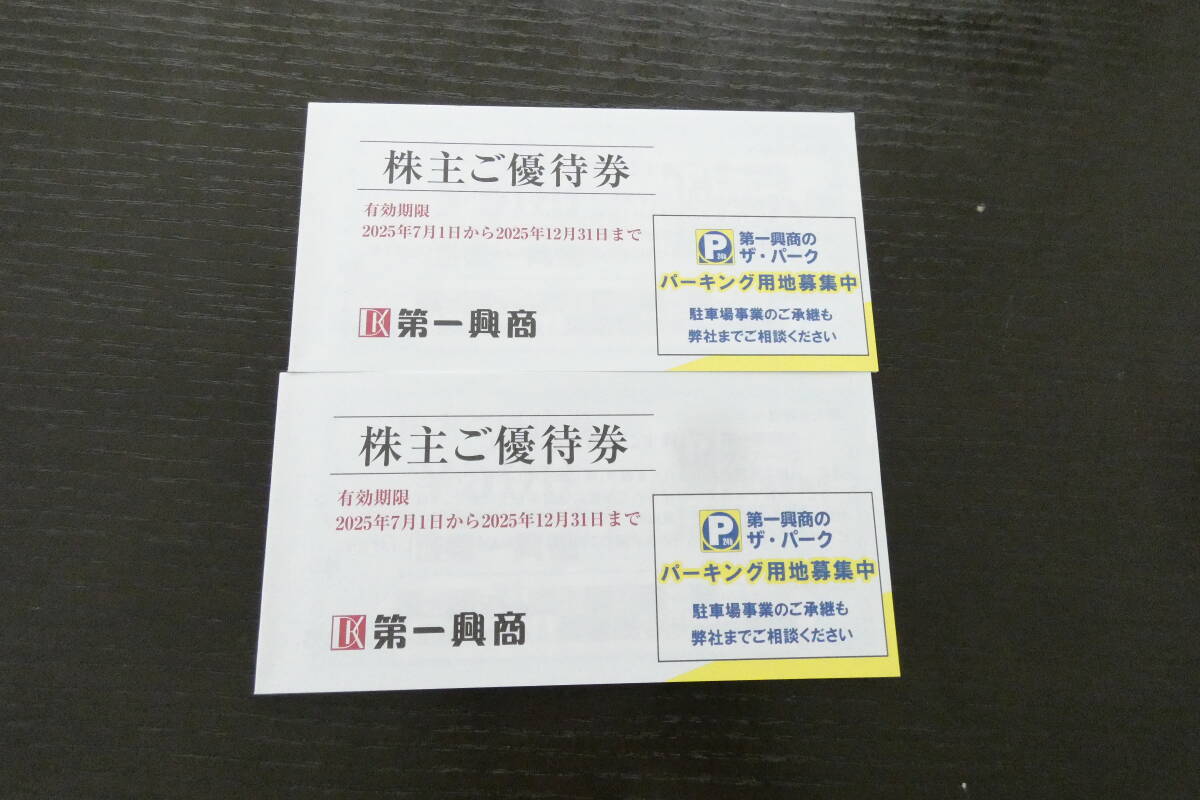 株主ご優待券
有効期限
2025年7月1日から2025年12月31日まで
DK 第一興商
P 24h
第一興商の
ザ・パーク
パーキング用地募集中
駐車場事業のご承継も
弊社までご相談ください
株主ご優待券
有効期限
2025年7月1日から2025年12月31日まで
DK 第一興商
P 24h
第一興商の
ザ・パーク
パーキング用地募集中
駐車場事業のご承継も
弊社までご相談ください